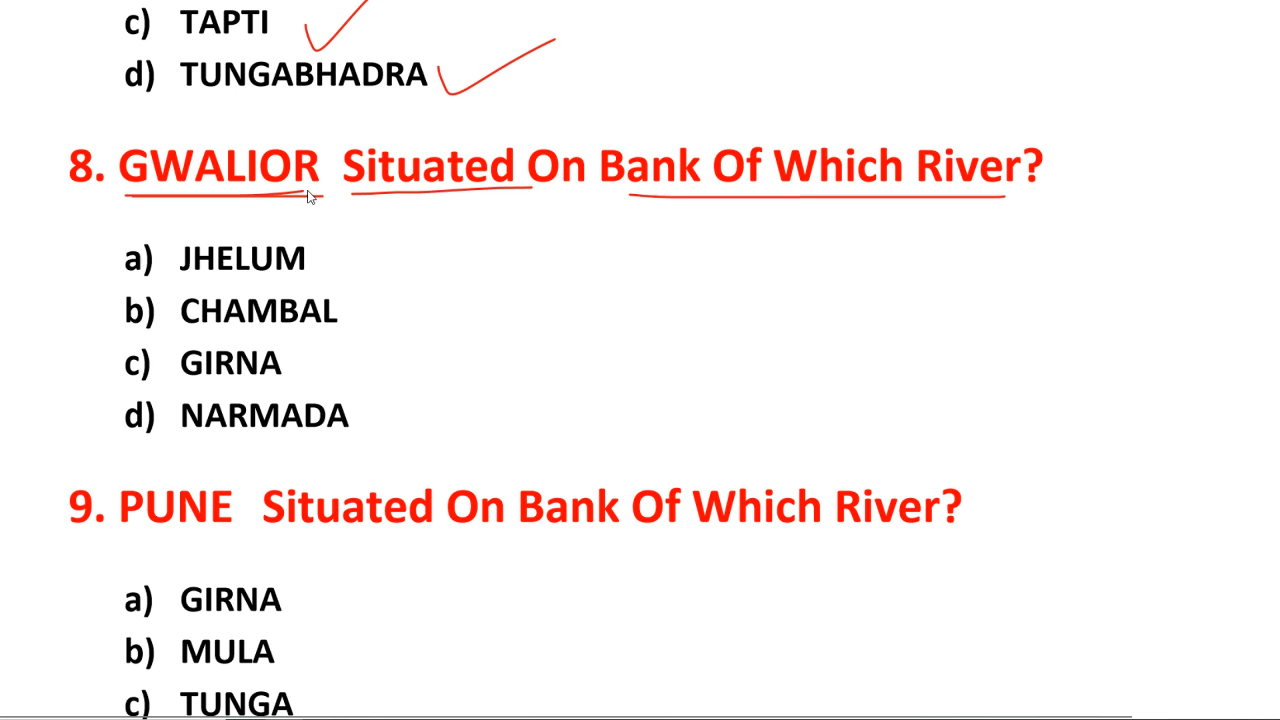 c) TAPTI
d) TUNGABHADRA
8. GWALIOR Situated On Bank Of Which River?
a) JHELUM
b) CHAMBAL
c) GIRNA
d) NARMADA
9. PUNE Situated On Bank Of Which River?
a) GIRNA
b) MULA
c) TUNGA